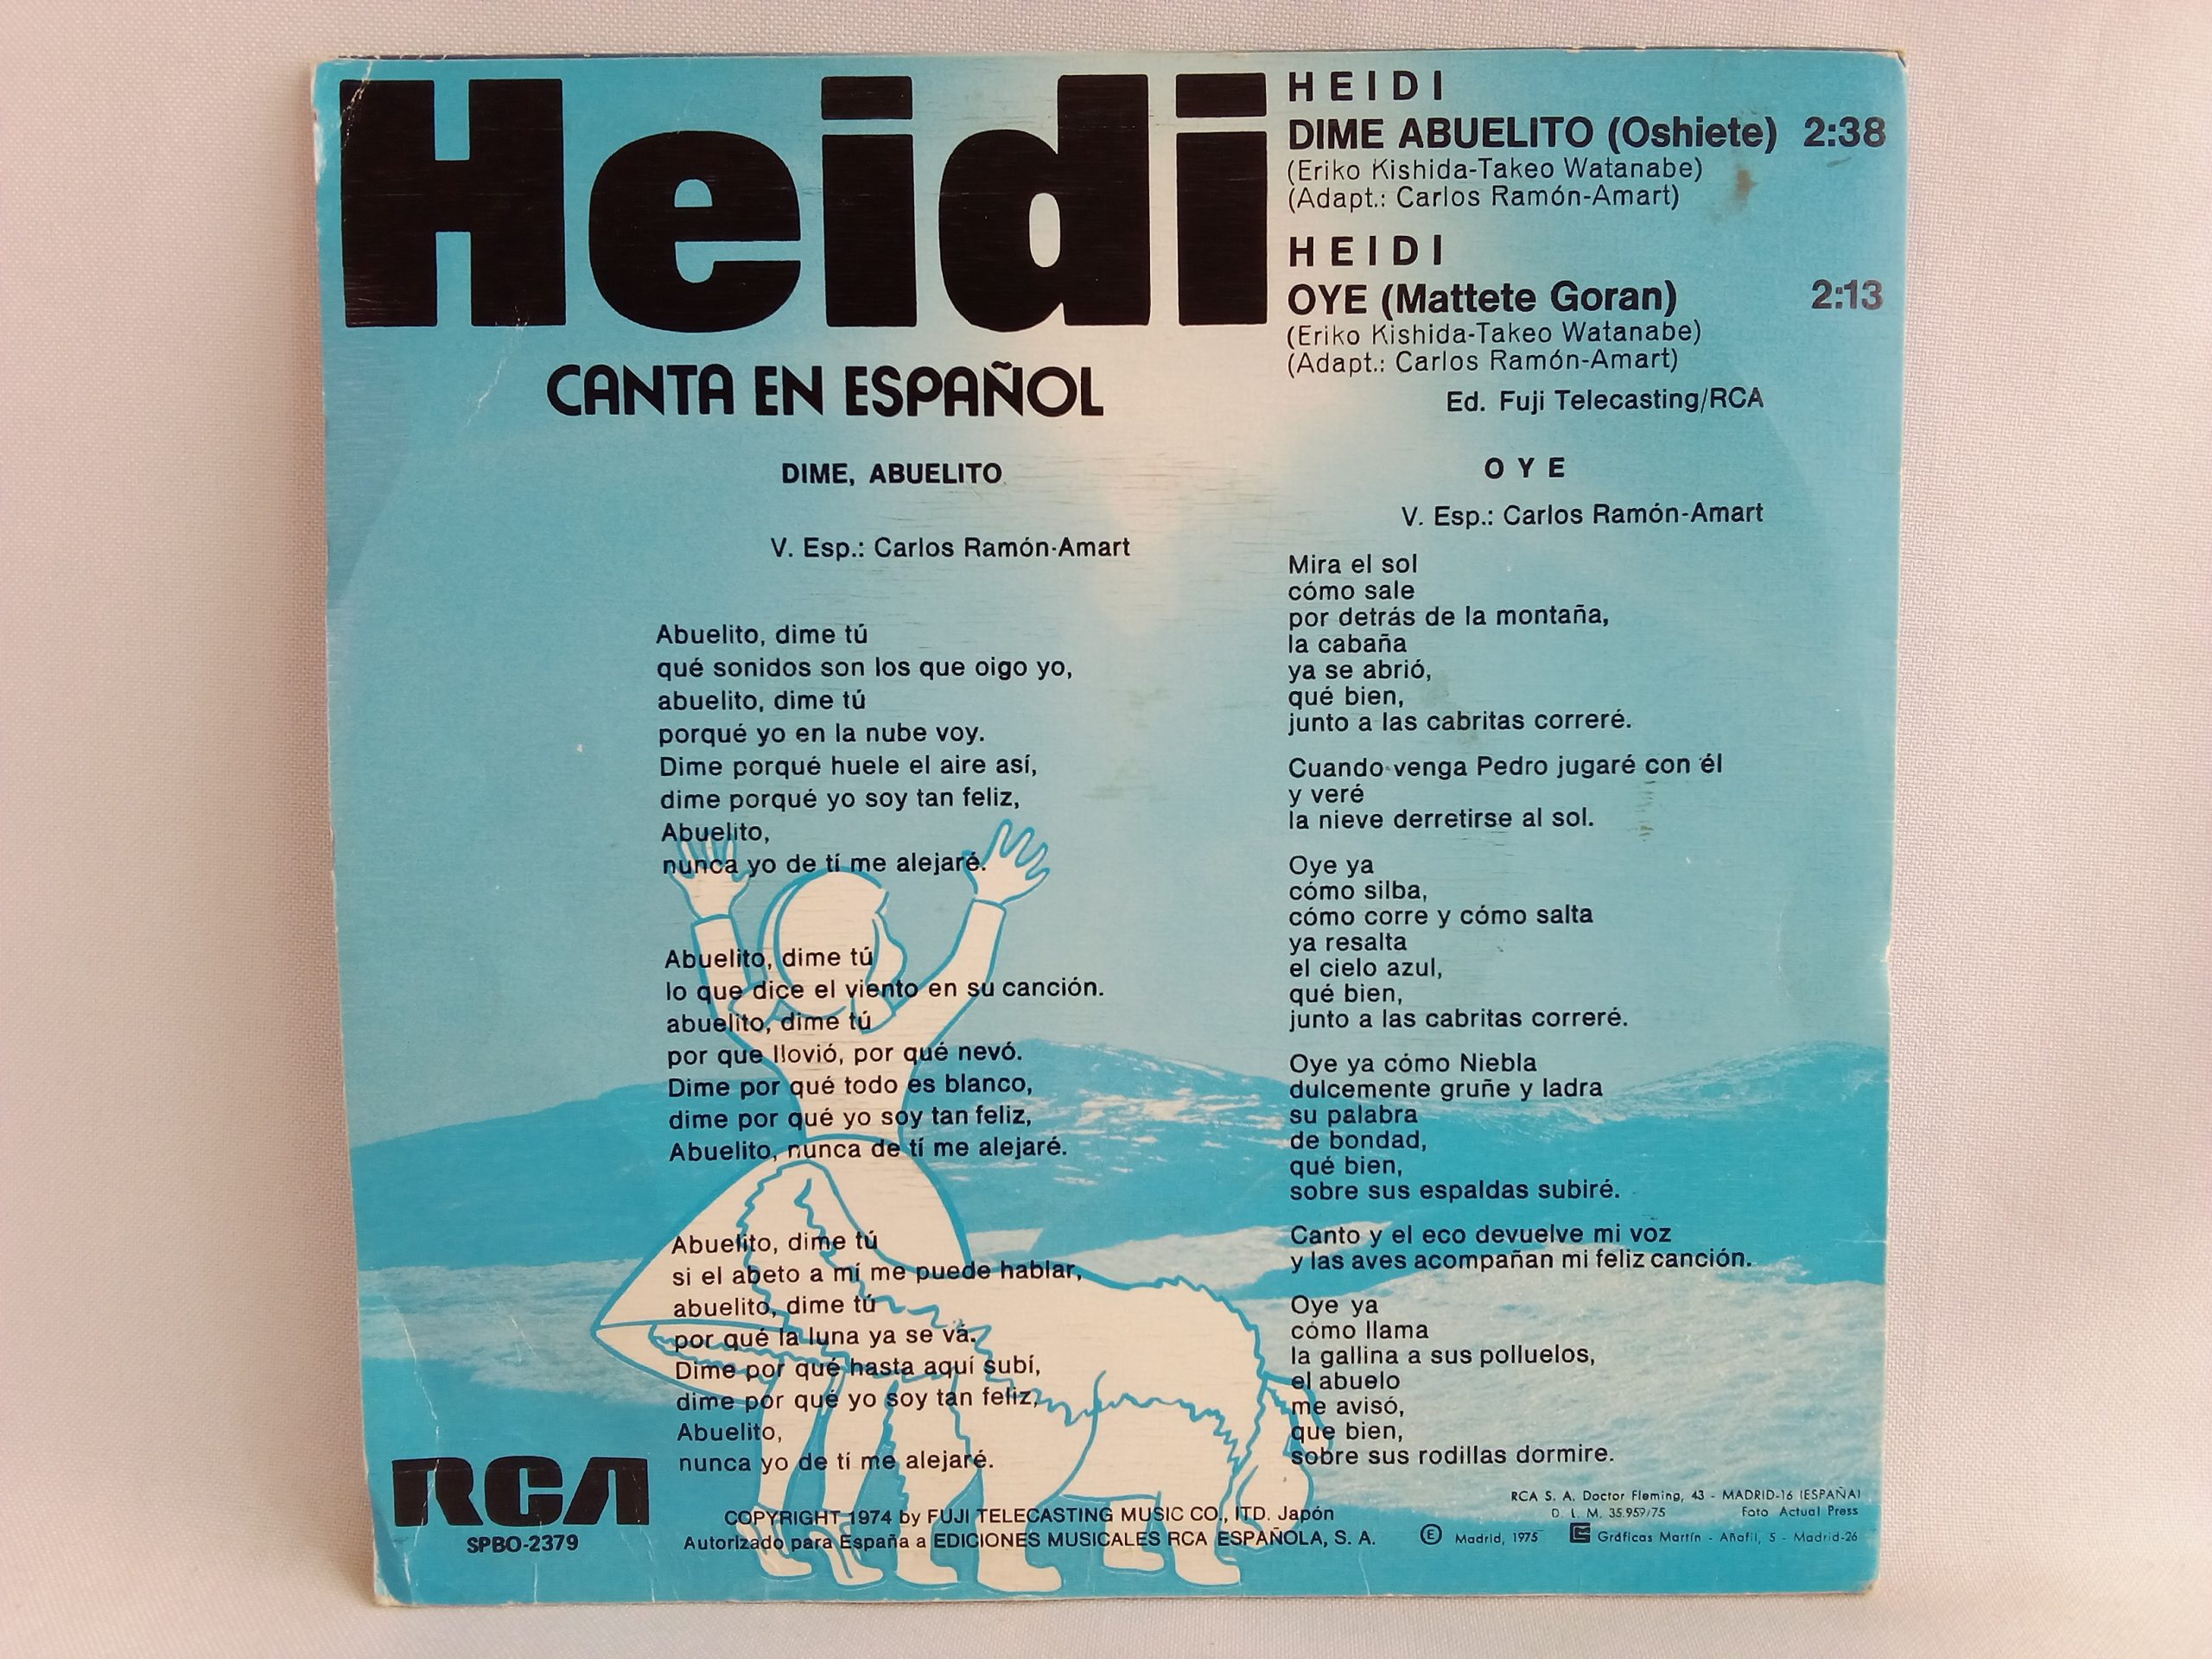 Heidi
CANTA EN ESPAÑOL
HEIDI
DIME ABUELITO (Oshiete) 2:38
(Eriko Kishida-Takeo Watanabe)
(Adapt.: Carlos Ramón-Amart)
HEIDI
OYE (Mattete Goran) 2:13
(Eriko Kishida-Takeo Watanabe)
(Adapt.: Carlos Ramón-Amart)
Ed. Fuji Telecasting/RCA
DIME, ABUELITO
V. Esp.: Carlos Ramón-Amart
Abuelito, dime tú
qué sonidos son los que oigo yo,
abuelito, dime tú
porqué yo en la nube voy.
Dime porqué huele el aire así,
dime porqué yo soy tan feliz,
Abuelito,
nunca yo de tí me alejaré.
Abuelito, dime tú
lo que dice el viento en su canción.
abuelito, dime tú
por que llovió, por qué nevó.
Dime por qué todo es blanco,
dime por qué yo soy tan feliz,
Abuelito, nunca de tí me alejaré.
Abuelito, dime tú
si el abeto a mí me puede hablar,
abuelito, dime tú
por qué la luna ya se vá.
Dime por qué hasta aquí subí,
dime por qué yo soy tan feliz,
Abuelito,
nunca yo de tí me alejaré.
OYE
V. Esp.: Carlos Ramón-Amart
Mira el sol
cómo sale
por detrás de la montaña,
la cabaña
ya se abrió,
qué bien,
junto a las cabritas correré.
Cuando venga Pedro jugaré con él
y veré
la nieve derretirse al sol.
Oye ya
cómo silba,
cómo corre y cómo salta
ya resalta
el cielo azul,
qué bien,
junto a las cabritas correré.
Oye ya cómo Niebla
dulcemente gruñe y ladra
su palabra
de bondad,
qué bien,
sobre sus espaldas subiré.
Canto y el eco devuelve mi voz
y las aves acompañan mi feliz canción.
Oye ya
cómo llama
la gallina a sus polluelos,
el abuelo
me avisó,
que bien,
sobre sus rodillas dormire.
RCA
SPBO-2379
COPYRIGHT 1974 by FUJI TELECASTING MUSIC CO., ITD. Japón
Autorizado para España a EDICIONES MUSICALES RCA ESPAÑOLA, S. A.
RCA S. A. Doctor Fleming, 43 - MADRID-16 (ESPAÑA)
D. L. M. 35.959/75 Foto Actual Press
Ⓔ Madrid, 1975 Gráficas Martín - Añafil, 5 - Madrid-26